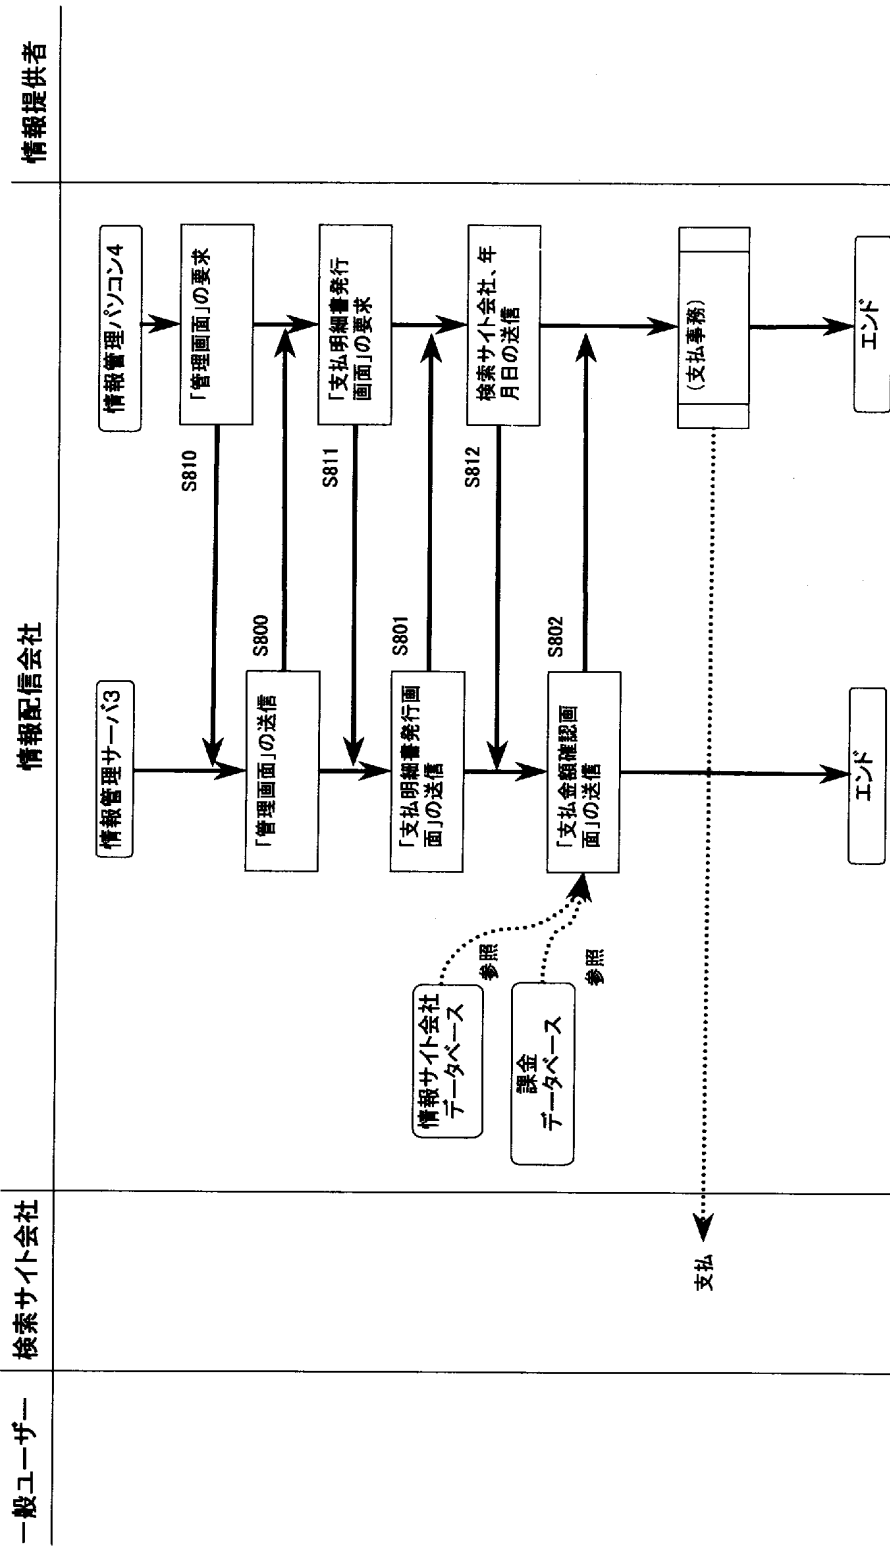 一般ユーザー
検索サイト会社
情報配信会社
情報提供者
情報管理サーバ3
情報管理パソコン4
「管理画面」の要求
S810
「管理画面」の送信
S800
「支払明細書発行
画面」の要求
S811
「支払明細書発行画
面」の送信
S801
検索サイト会社、年
月日の送信
S812
情報サイト会社
データベース
参照
課金
データベース
参照
「支払金額確認画
面」の送信
S802
(支払事務)
支払
エンド
エンド